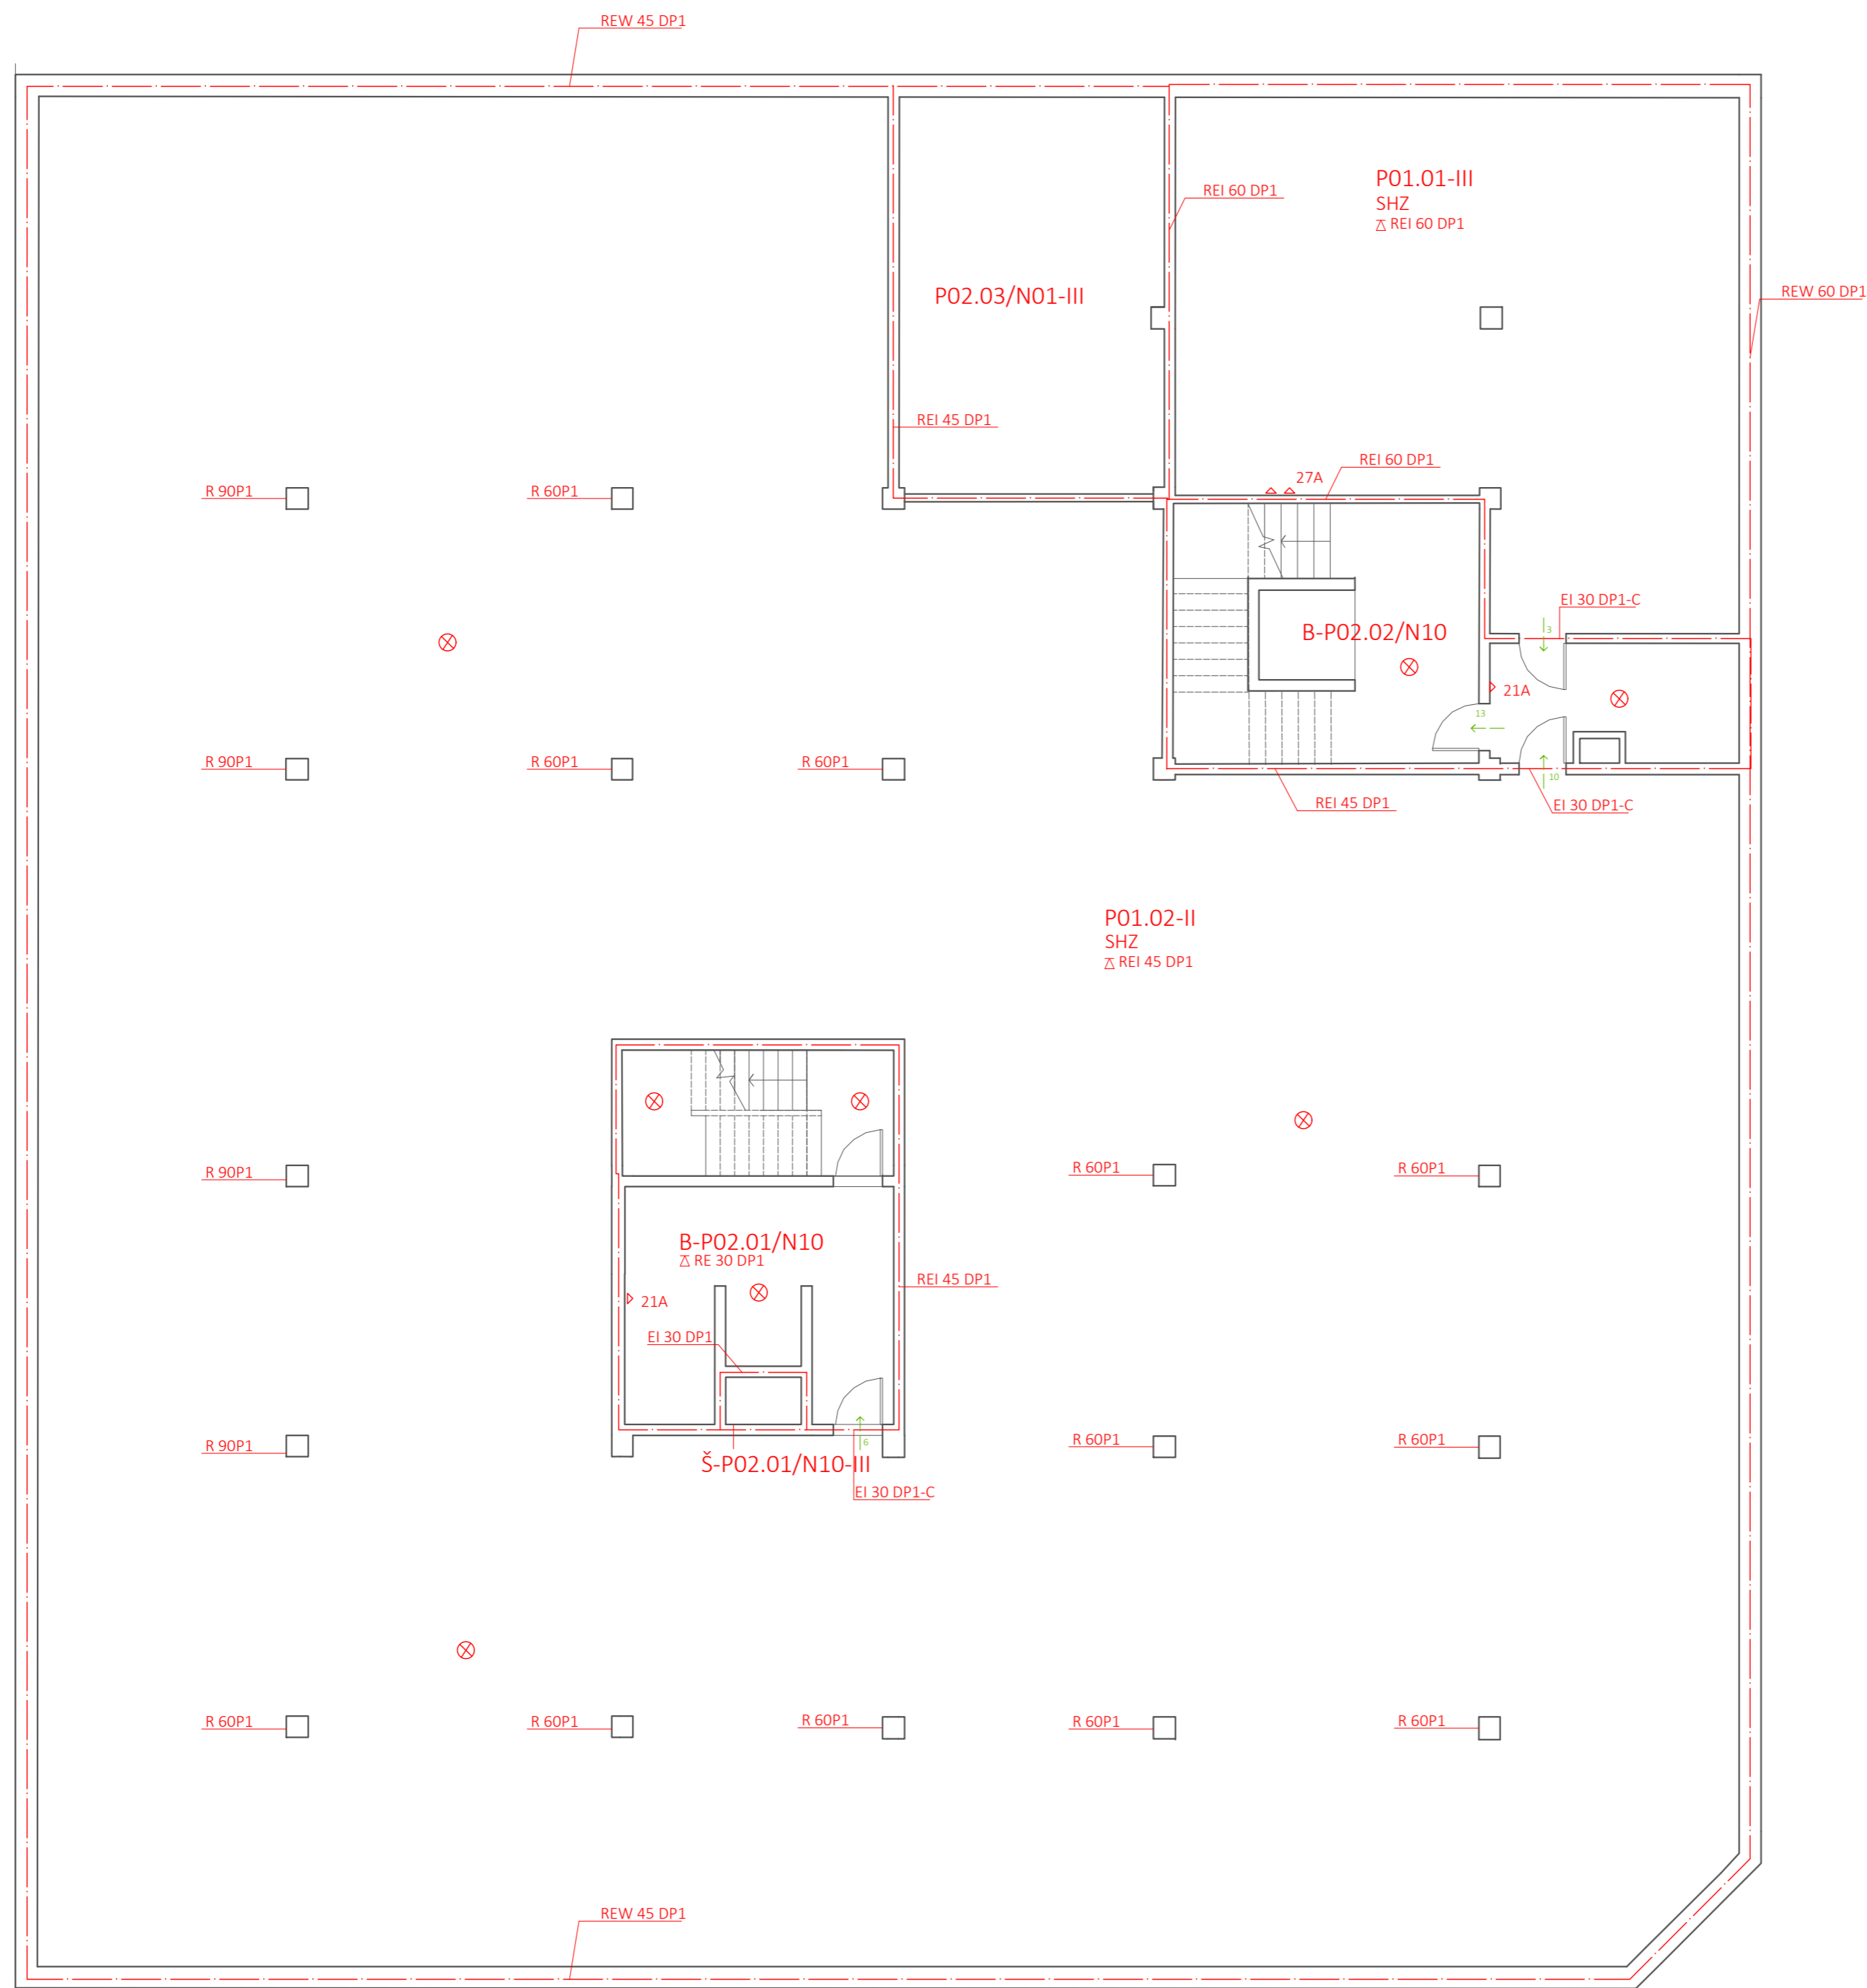 REW 45 DP1
P01.01-III
SHZ
REI 60 DP1
REI 60 DP1
P02.03/N01-III
REW 60 DP1
REI 45 DP1
REI 60 DP1
27A
R 90P1
R 60P1
EI 30 DP1-C
3
B-P02.02/N10
21A
13
R 90P1
R 60P1
R 60P1
10
REI 45 DP1
EI 30 DP1-C
P01.02-II
SHZ
REI 45 DP1
R 90P1
R 60P1
R 60P1
B-P02.01/N10
RE 30 DP1
REI 45 DP1
21A
EI 30 DP1
R 90P1
6
R 60P1
R 60P1
Š-P02.01/N10-III
EI 30 DP1-C
R 60P1
R 60P1
R 60P1
R 60P1
R 60P1
REW 45 DP1